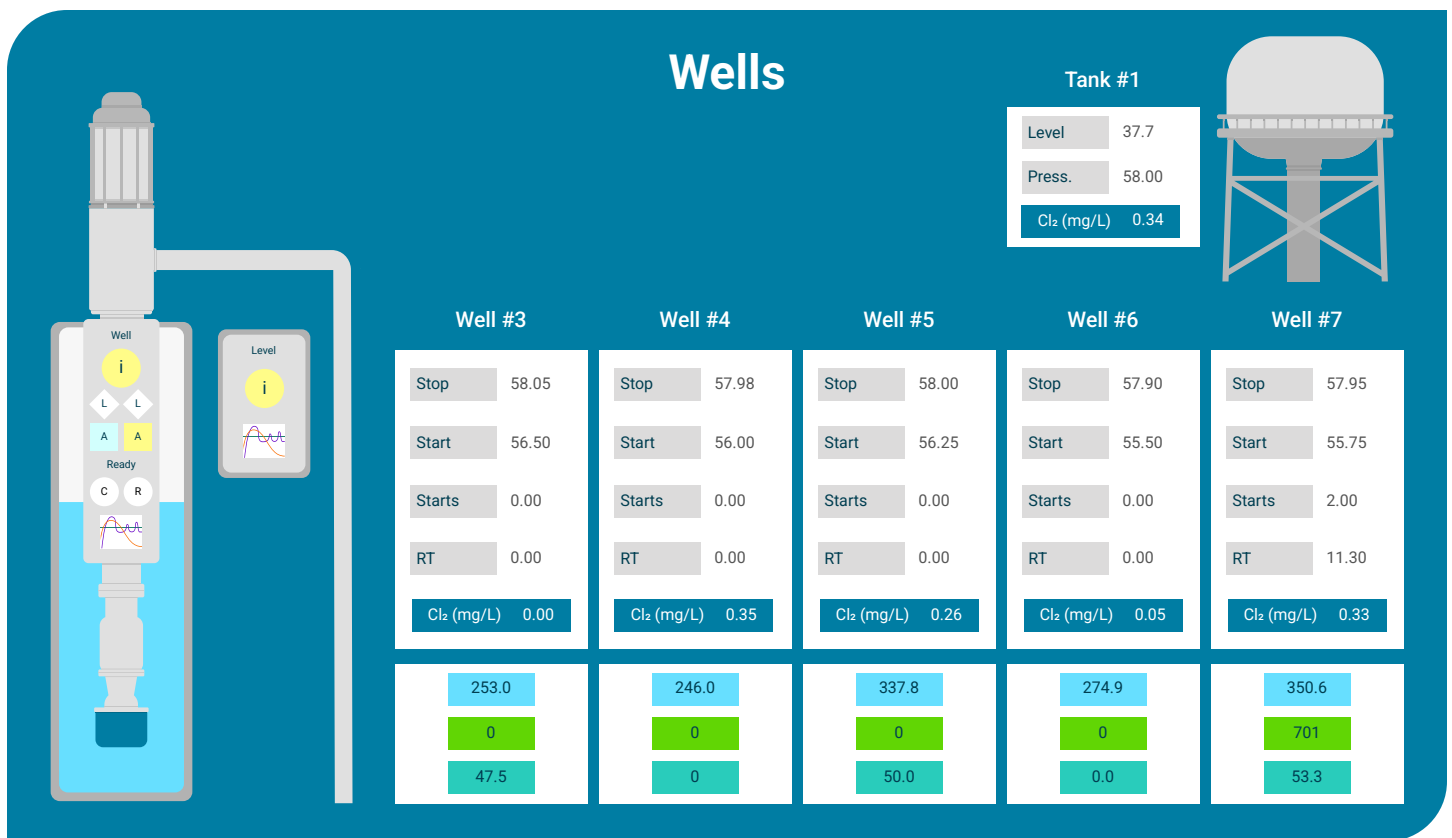 Wells
Tank #1
Level 37.7
Press. 58.00
Cl₂ (mg/L) 0.34
Well
i
L L
A A
Ready
C R
Level
i
Well #3
Stop 58.05
Start 56.50
Starts 0.00
RT 0.00
Cl₂ (mg/L) 0.00
253.0
0
47.5
Well #4
Stop 57.98
Start 56.00
Starts 0.00
RT 0.00
Cl₂ (mg/L) 0.35
246.0
0
0
Well #5
Stop 58.00
Start 56.25
Starts 0.00
RT 0.00
Cl₂ (mg/L) 0.26
337.8
0
50.0
Well #6
Stop 57.90
Start 55.50
Starts 0.00
RT 0.00
Cl₂ (mg/L) 0.05
274.9
0
0.0
Well #7
Stop 57.95
Start 55.75
Starts 2.00
RT 11.30
Cl₂ (mg/L) 0.33
350.6
701
53.3